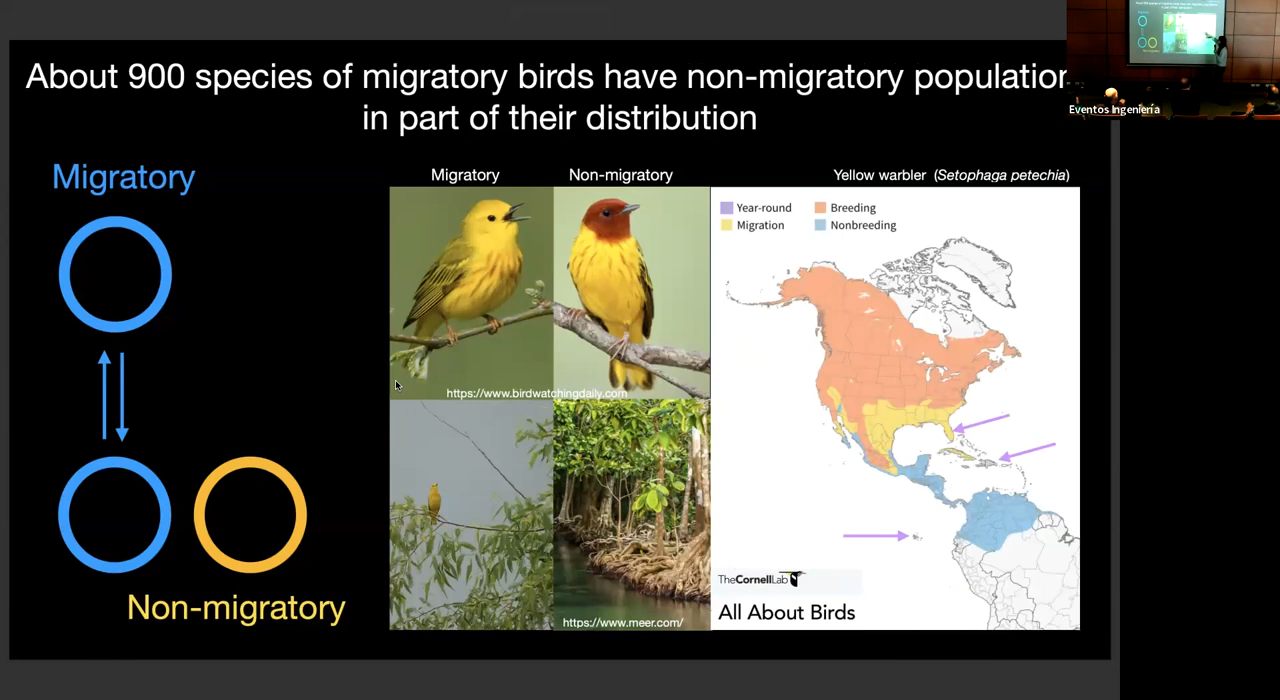 About 900 species of migratory birds have non-migratory population
in part of their distribution
Eventos Ingeniería
Migratory
Migratory
Non-migratory
Yellow warbler (Setophaga petechia)
Year-round
Breeding
Migration
Nonbreeding
https://www.birdwatchingdaily.com
TheCornellLab
All About Birds
https://www.meer.com/
Non-migratory